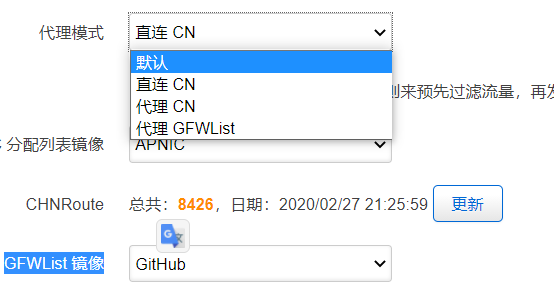 代理模式
直连 CN
默认
直连 CN
代理 CN
代理 GFWList
则来预先过滤流量，再发
分配列表镜像
APNIC
CHNRoute
总共：8426，日期：2020/02/27 21:25:59
更新
GFWList 镜像
GitHub